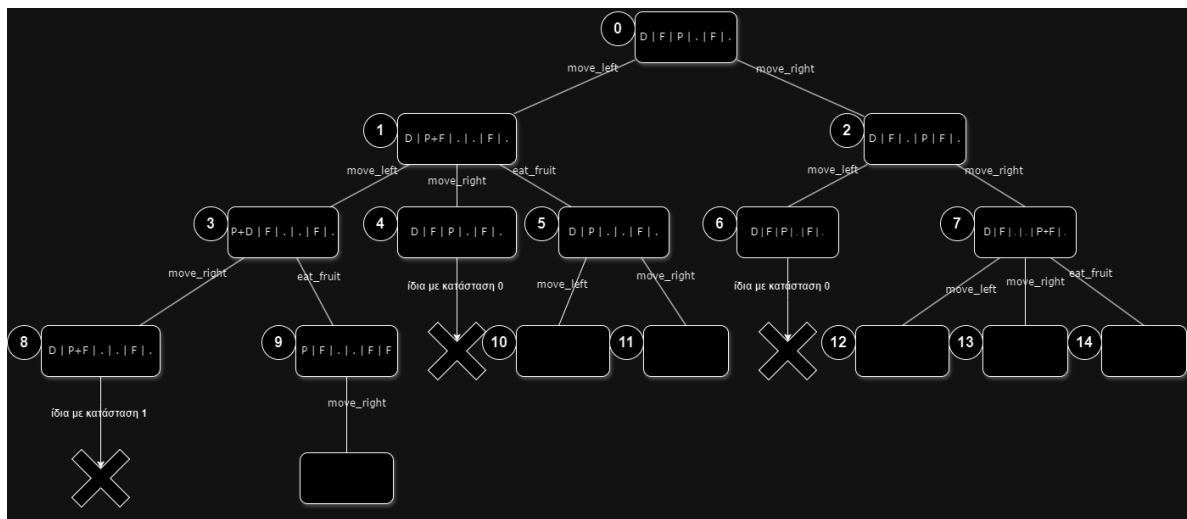 0
D | F | P | . | F | .
move_left
move_right
1
D | P+F | . | . | F | .
2
D | F | . | P | F | .
move_left
move_right
eat_fruit
move_left
move_right
3
P+D | F | . | . | F | .
4
D | F | P | . | F | .
5
D | P | . | . | F | .
6
D | F | P | . | F | .
7
D | F | . | . | P+F | .
move_right
eat_fruit
ίδια με κατάσταση 0
move_left
move_right
ίδια με κατάσταση 0
move_left
move_right
eat_fruit
8
D | P+F | . | . | F | .
9
P | F | . | . | F | F
10
11
12
13
14
ίδια με κατάσταση 1
move_right